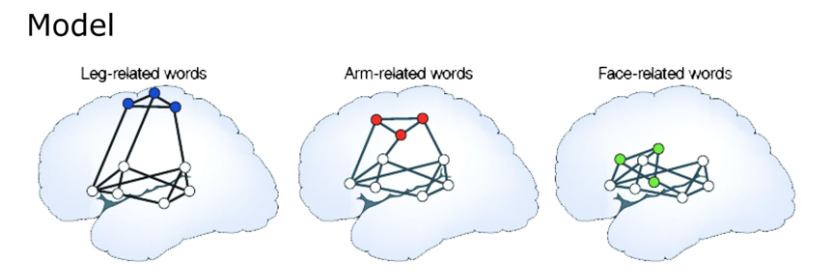 Model
Leg-related words
Arm-related words
Face-related words